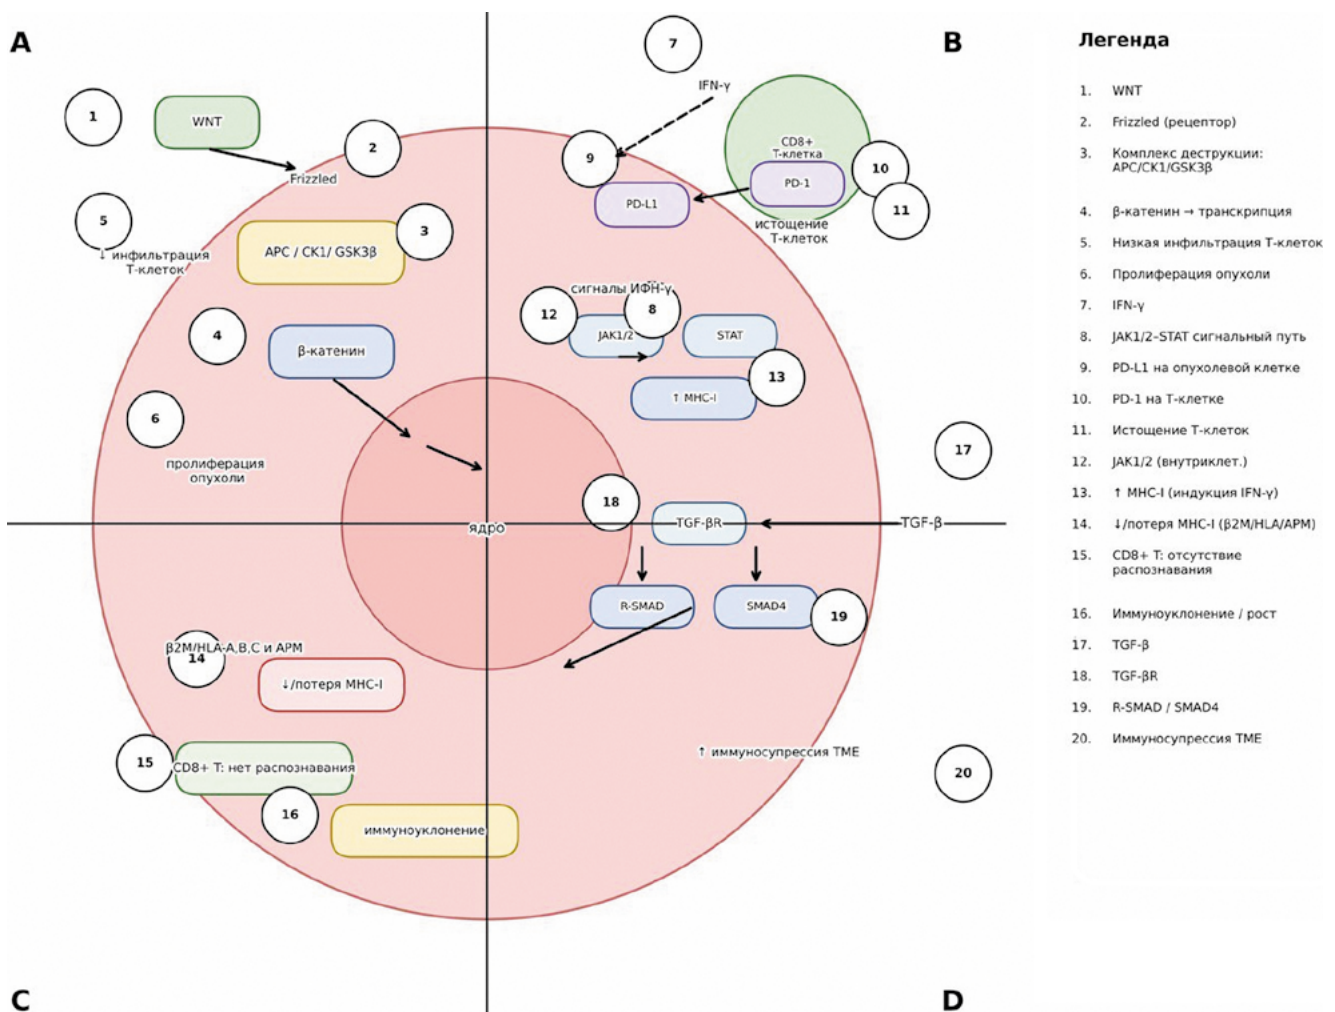 A
B
7
IFN-γ
1
WNT
2
Frizzled
9
CD8+
Т-клетка
10
PD-1
PD-L1
11
истощение
Т-клеток
5
↓ инфильтрация
Т-клеток
3
APC / CK1/ GSK3β
сигналы ИФН-γ
12
8
JAK1/2
STAT
4
β-катенин
13
↑ MHC-I
6
пролиферация
опухоли
17
18
ядро
TGF-βR
TGF-β
R-SMAD
SMAD4
19
β2M/HLA-A,B,C и APM
14
↓/потеря MHC-I
15
CD8+ T: нет распознавания
16
иммуноуклонение
↑ иммуносупрессия TME
20
C
D
Легенда
1. WNT
2. Frizzled (рецептор)
3. Комплекс деструкции:
APC/CK1/GSK3β
4. β-катенин → транскрипция
5. Низкая инфильтрация Т-клеток
6. Пролиферация опухоли
7. IFN-γ
8. JAK1/2–STAT сигнальный путь
9. PD-L1 на опухолевой клетке
10. PD-1 на Т-клетке
11. Истощение Т-клеток
12. JAK1/2 (внутриклет.)
13. ↑ MHC-I (индукция IFN-γ)
14. ↓/потеря MHC-I (β2M/HLA/APM)
15. CD8+ T: отсутствие
распознавания
16. Иммуноуклонение / рост
17. TGF-β
18. TGF-βR
19. R-SMAD / SMAD4
20. Иммуносупрессия TME